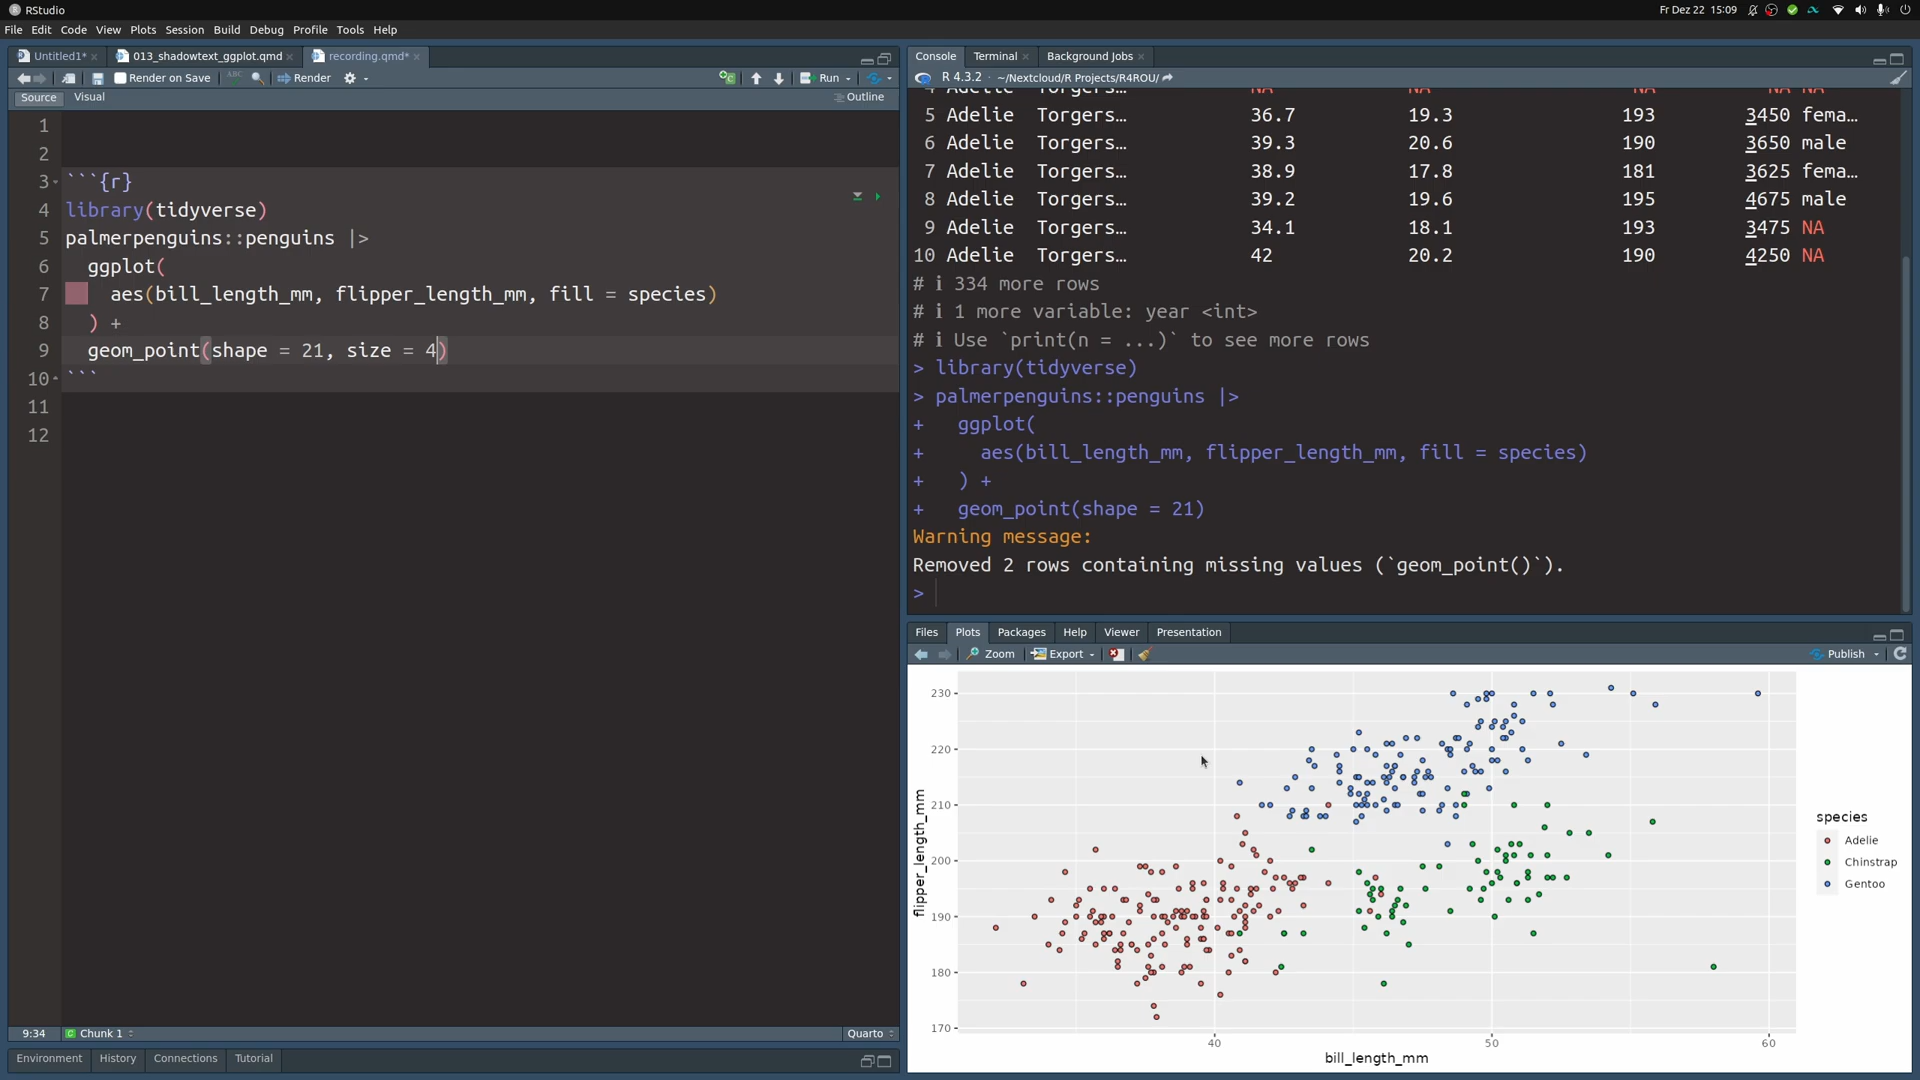 RStudio
Fr Dez 22 15:09
File Edit Code View Plots Session Build Debug Profile Tools Help
Untitled1* × 013_shadowtext_ggplot.qmd × recording.qmd* ×
Render on Save ABC Render Run
Source Visual Outline
1
2
3 ```{r}
4 library(tidyverse)
5 palmerpenguins::penguins |>
6 ggplot(
7 aes(bill_length_mm, flipper_length_mm, fill = species)
8 ) +
9 geom_point(shape = 21, size = 4)
10 ```
11
12
9:34 Chunk 1 Quarto
Environment History Connections Tutorial
Console Terminal × Background Jobs ×
R 4.3.2 · ~/Nextcloud/R Projects/R4ROU/
4 Adelie Torgers… NA NA NA NA NA
5 Adelie Torgers… 36.7 19.3 193 3450 fema…
6 Adelie Torgers… 39.3 20.6 190 3650 male
7 Adelie Torgers… 38.9 17.8 181 3625 fema…
8 Adelie Torgers… 39.2 19.6 195 4675 male
9 Adelie Torgers… 34.1 18.1 193 3475 NA
10 Adelie Torgers… 42 20.2 190 4250 NA
# ℹ 334 more rows
# ℹ 1 more variable: year <int>
# ℹ Use `print(n = ...)` to see more rows
> library(tidyverse)
> palmerpenguins::penguins |>
+ ggplot(
+ aes(bill_length_mm, flipper_length_mm, fill = species)
+ ) +
+ geom_point(shape = 21)
Warning message:
Removed 2 rows containing missing values (`geom_point()`).
>
Files Plots Packages Help Viewer Presentation
Zoom Export Publish
230
220
210
200
190
180
170
flipper_length_mm
40 50 60
bill_length_mm
species
Adelie
Chinstrap
Gentoo